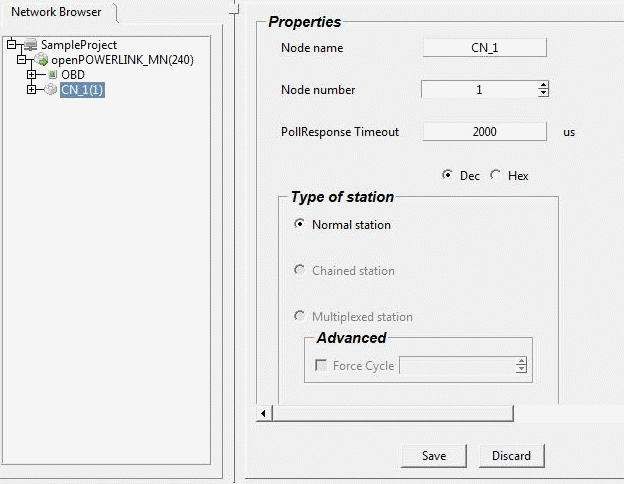 Network Browser
SampleProject
openPOWERLINK_MN(240)
OBD
CN_1(1)
Properties
Node name CN_1
Node number 1
PollResponse Timeout 2000 us
Dec Hex
Type of station
Normal station
Chained station
Multiplexed station
Advanced
Force Cycle
Save Discard